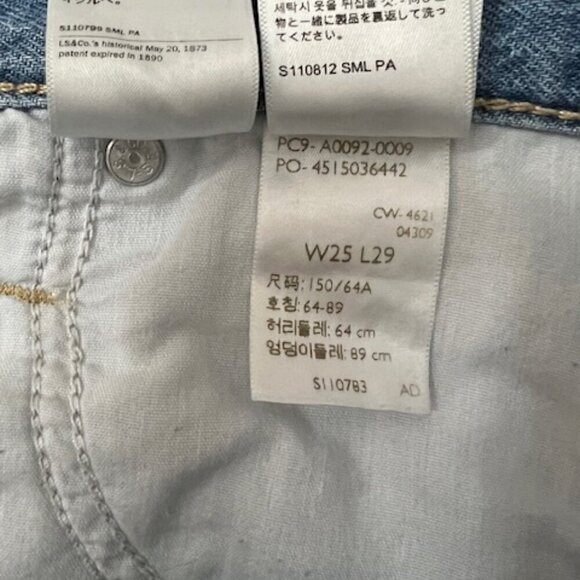 S110799 SML PA
LS&Co.'s historical May 20, 1873
patent expired in 1890
세탁시 옷을 뒤집을 것.
物と一緒に製品を裏返して洗っ
てください。
S110812 SML PA
PC9- A0092-0009
PO- 4515036442
CW- 4621
04309
W25 L29
尺码: 150/64A
호칭: 64-89
허리둘레: 64 cm
엉덩이둘레: 89 cm
S110783 AD